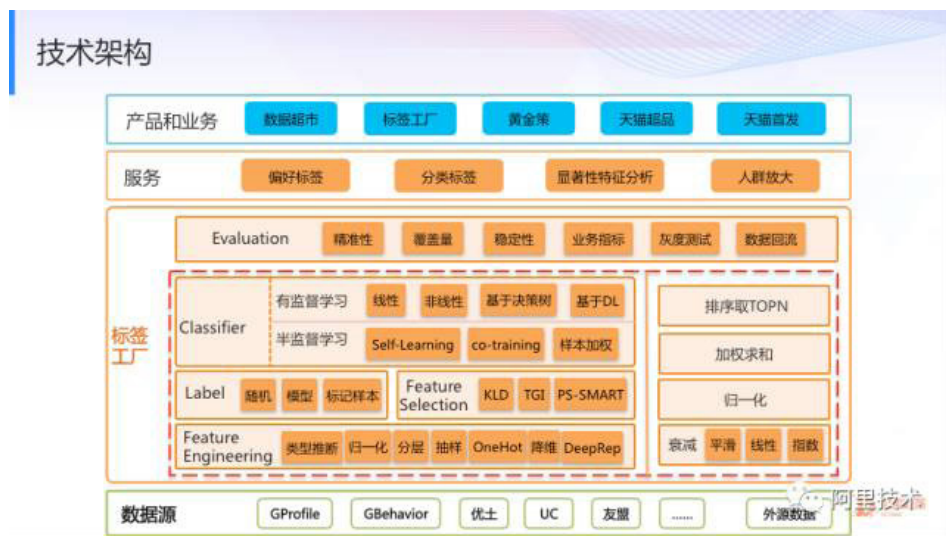 技术架构
产品和业务 数据超市 标签工厂 黄金策 天猫超品 天猫首发
服务 偏好标签 分类标签 显著性特征分析 人群放大
标签工厂
Evaluation 精准性 覆盖量 稳定性 业务指标 灰度测试 数据回流
Classifier
有监督学习 线性 非线性 基于决策树 基于DL
半监督学习 Self-Learning co-training 样本加权
Label 随机 模型 标记样本
Feature Selection KLD TGI PS-SMART
Feature Engineering 类型推断 归一化 分层 抽样 OneHot 降维 DeepRep
排序取TOPN
加权求和
归一化
衰减 平滑 线性 指数
数据源 GProfile GBehavior 优土 UC 友盟 ...... 外源数据
阿里技术